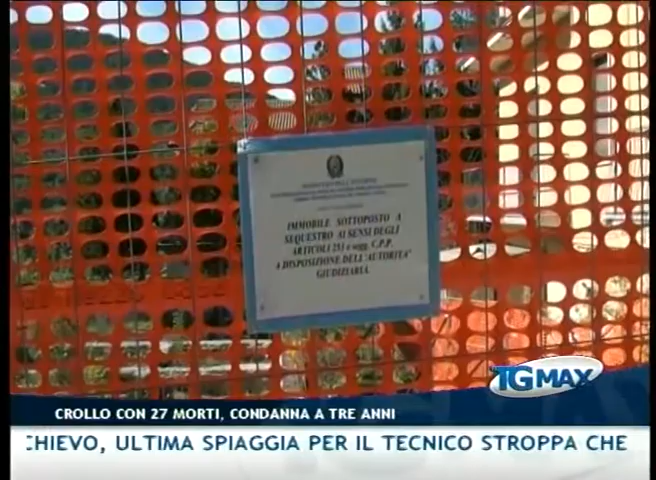 IMMOBILE SOTTOPOSTO A
SEQUESTRO AI SENSI DEGLI
ARTICOLI 253 e segg. C.P.P.
A DISPOSIZIONE DELL'AUTORITA'
GIUDIZIARIA
TGMAX
CROLLO CON 27 MORTI, CONDANNA A TRE ANNI
CHIEVO, ULTIMA SPIAGGIA PER IL TECNICO STROPPA CHE